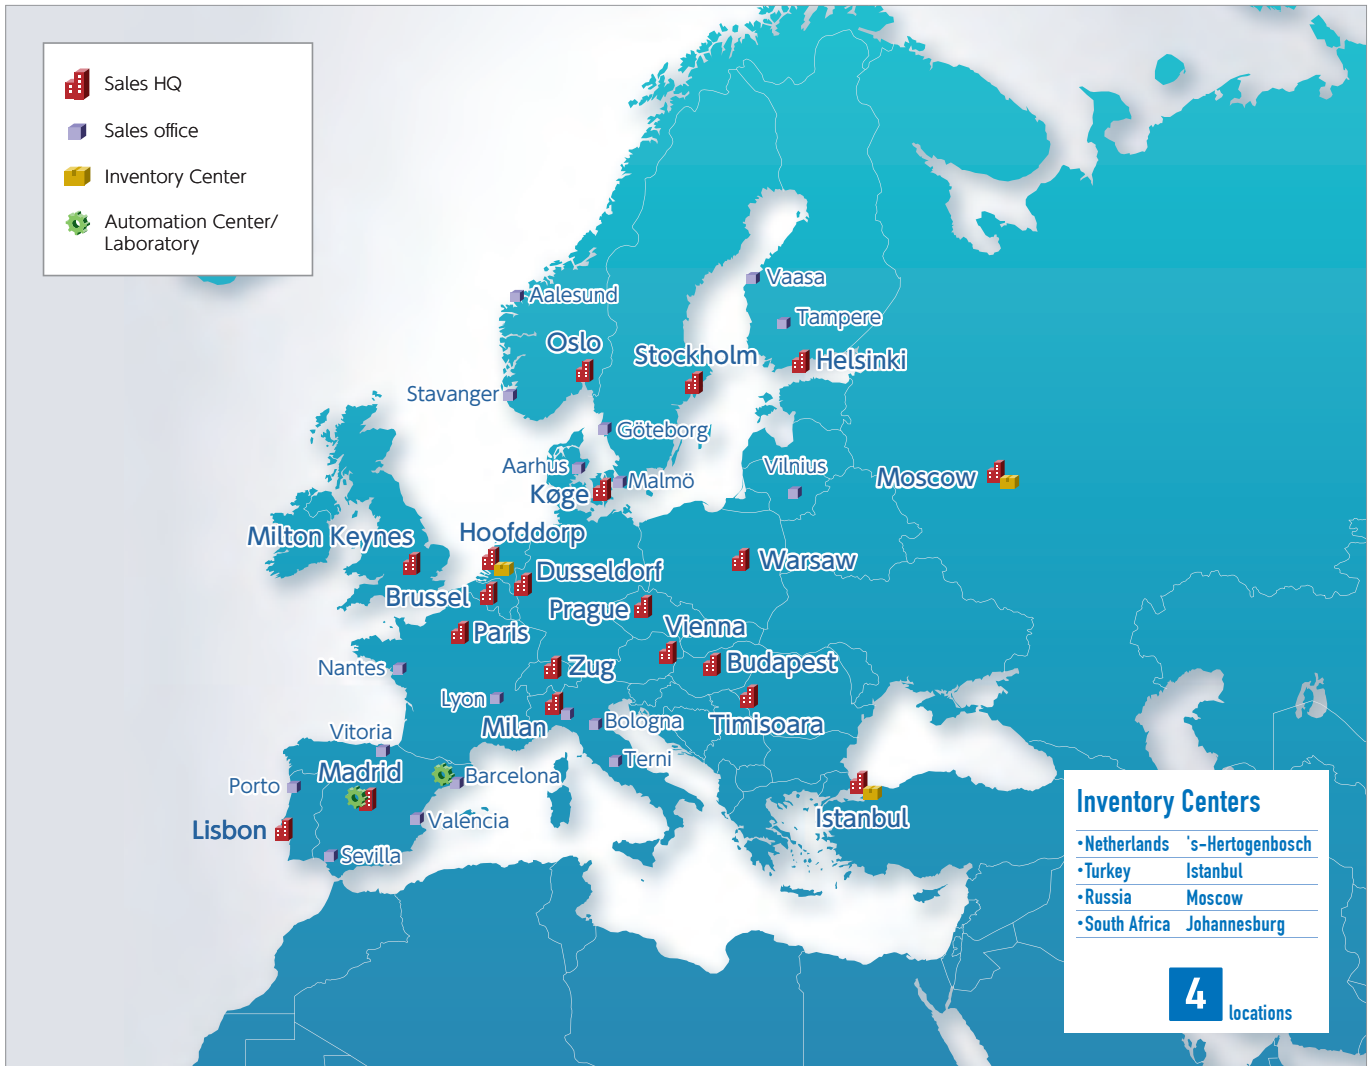 Sales HQ
Sales office
Inventory Center
Automation Center/
Laboratory
Vaasa
Aalesund
Tampere
Oslo
Stockholm
Helsinki
Stavanger
Göteborg
Aarhus
Malmö
Vilnius
Moscow
Køge
Milton Keynes
Hoofddorp
Warsaw
Dusseldorf
Brussel
Prague
Paris
Vienna
Nantes
Zug
Budapest
Lyon
Milan
Bologna
Timisoara
Vitoria
Terni
Madrid
Barcelona
Porto
Valencia
Istanbul
Lisbon
Sevilla
Inventory Centers
•Netherlands 's-Hertogenbosch
•Turkey Istanbul
•Russia Moscow
•South Africa Johannesburg
4 locations